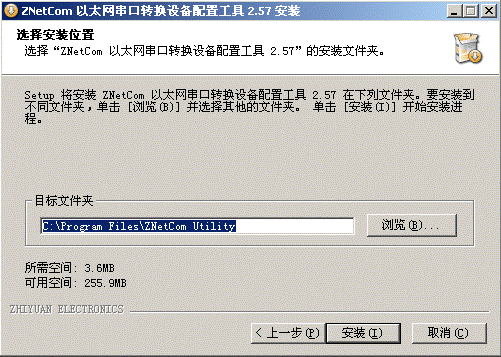 ZNetCom 以太网串口转换设备配置工具 2.57 安装
选择安装位置
选择“ZNetCom 以太网串口转换设备配置工具 2.57”的安装文件夹。
Setup 将安装 ZNetCom 以太网串口转换设备配置工具 2.57 在下列文件夹。要安装到
不同文件夹，单击 [浏览(B)] 并选择其他的文件夹。 单击 [安装(I)] 开始安装进
程。
目标文件夹
C:\Program Files\ZNetCom Utility
浏览(B)...
所需空间: 3.6MB
可用空间: 255.9MB
ZHIYUAN ELECTRONICS
< 上一步(P) 安装(I) 取消(C)